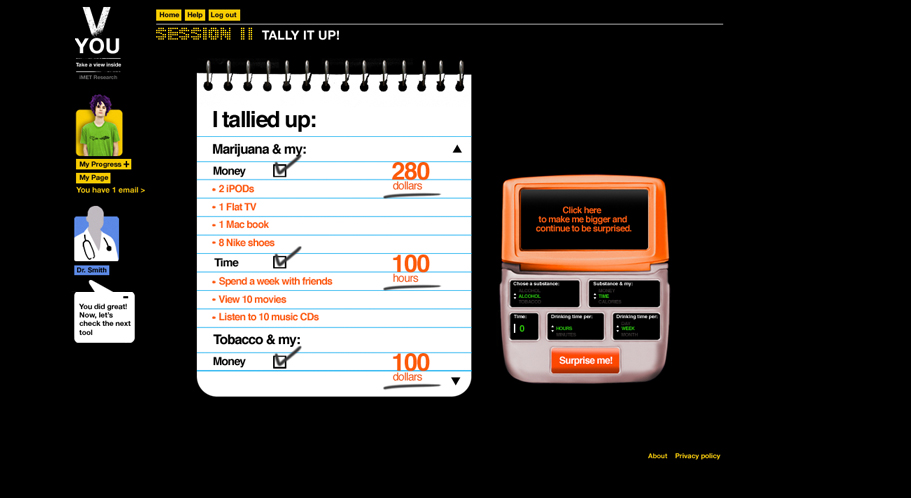 V
YOU
Take a view inside
iMET Research
Home Help Log out
SESSION II TALLY IT UP!
My Progress +
My Page
You have 1 email >
Dr. Smith
You did great!
Now, let's
check the next
tool
I tallied up:
Marijuana & my:
Money 280
dollars
• 2 iPODs
• 1 Flat TV
• 1 Mac book
• 8 Nike shoes
Time 100
hours
• Spend a week with friends
• View 10 movies
• Listen to 10 music CDs
Tobacco & my:
Money 100
dollars
Click here
to make me bigger and
continue to be surprised.
Chose a substance: Substance & my:
ALCOHOL MONEY
ALCOHOL TIME
TOBACCO CALORIES
Time: Drinking time per: Drinking time per:
0 HOURS WEEK
MINUTES MONTH
Surprise me!
About Privacy policy